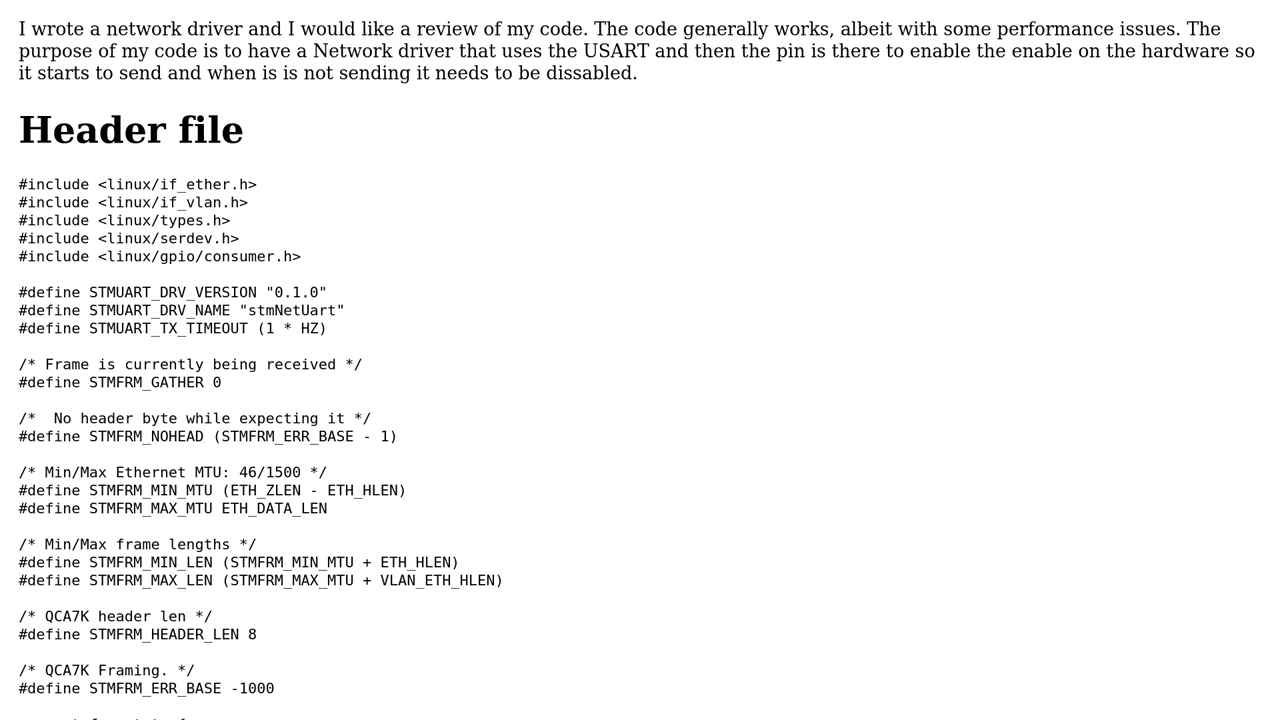 I wrote a network driver and I would like a review of my code. The code generally works, albeit with some performance issues. The
purpose of my code is to have a Network driver that uses the USART and then the pin is there to enable the enable on the hardware so
it starts to send and when is is not sending it needs to be dissabled.
Header file
#include <linux/if_ether.h>
#include <linux/if_vlan.h>
#include <linux/types.h>
#include <linux/serdev.h>
#include <linux/gpio/consumer.h>
#define STMUART_DRV_VERSION "0.1.0"
#define STMUART_DRV_NAME "stmNetUart"
#define STMUART_TX_TIMEOUT (1 * HZ)
/* Frame is currently being received */
#define STMFRM_GATHER 0
/*  No header byte while expecting it */
#define STMFRM_NOHEAD (STMFRM_ERR_BASE - 1)
/* Min/Max Ethernet MTU: 46/1500 */
#define STMFRM_MIN_MTU (ETH_ZLEN - ETH_HLEN)
#define STMFRM_MAX_MTU ETH_DATA_LEN
/* Min/Max frame lengths */
#define STMFRM_MIN_LEN (STMFRM_MIN_MTU + ETH_HLEN)
#define STMFRM_MAX_LEN (STMFRM_MAX_MTU + VLAN_ETH_HLEN)
/* QCA7K header len */
#define STMFRM_HEADER_LEN 8
/* QCA7K Framing. */
#define STMFRM_ERR_BASE -1000